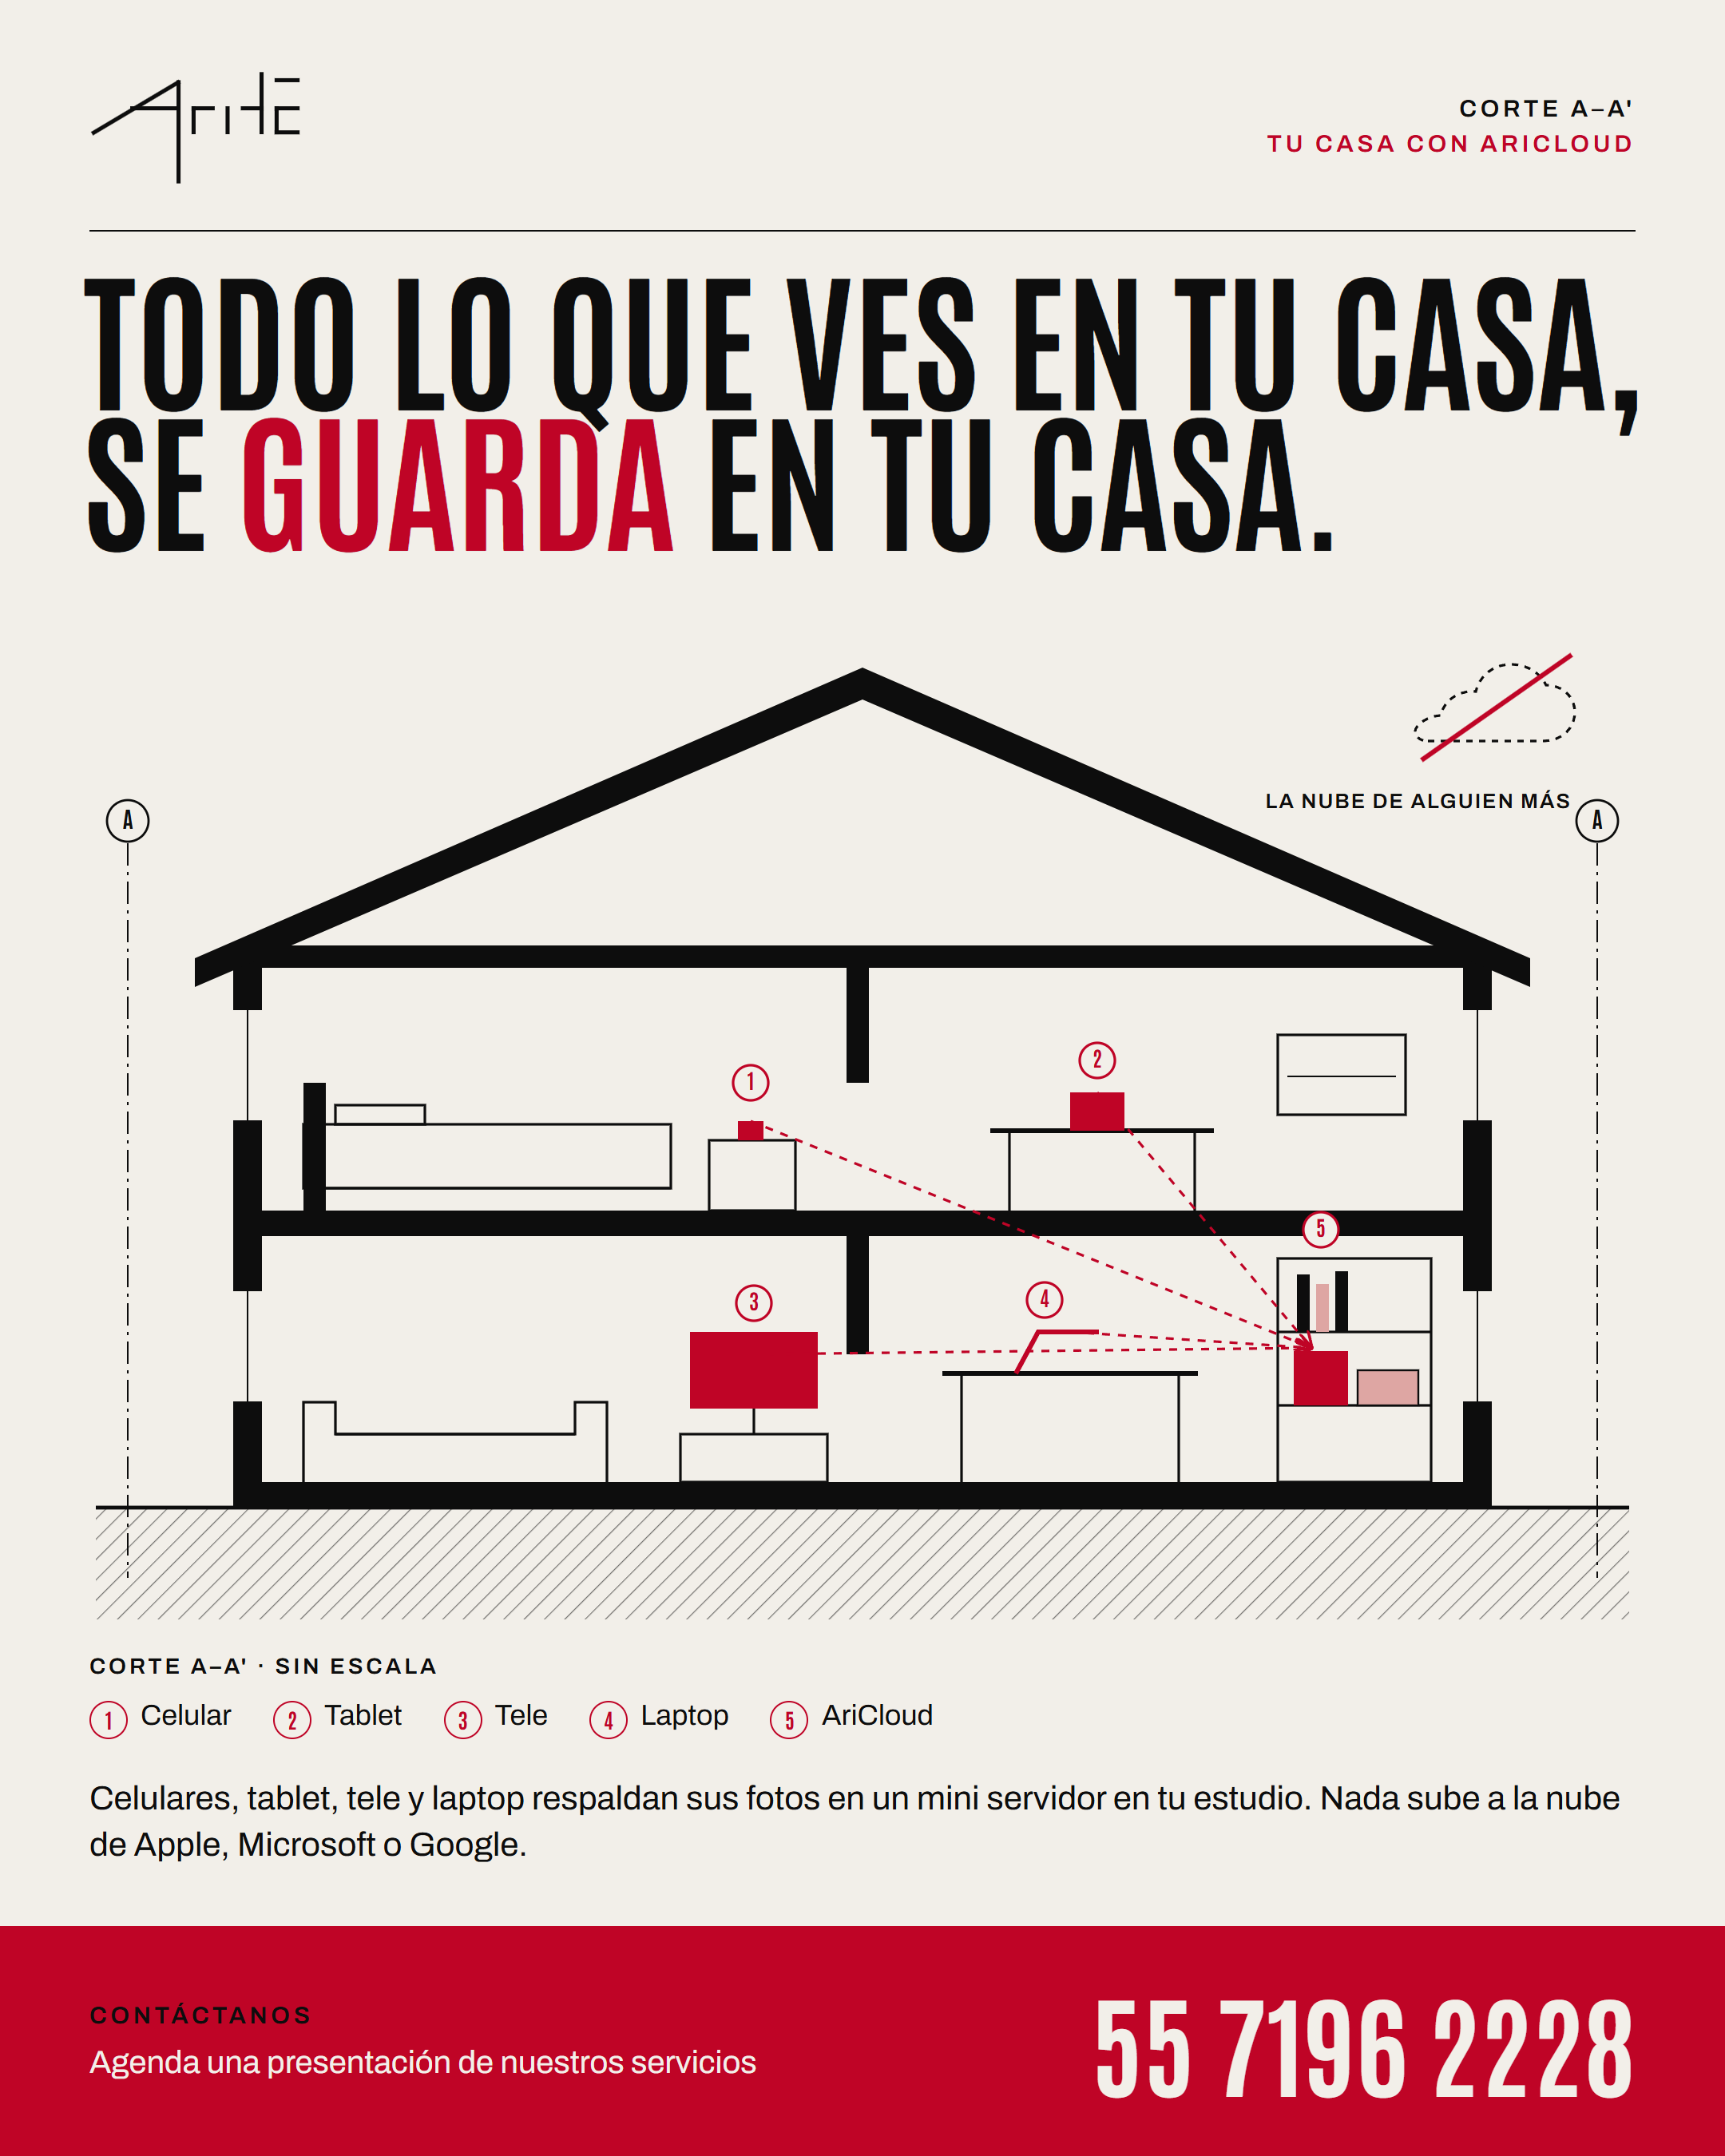 AriTE
CORTE A–A'
TU CASA CON ARICLOUD
TODO LO QUE VES EN TU CASA,
SE GUARDA EN TU CASA.
LA NUBE DE ALGUIEN MÁS
A
A
1
2
5
3
4
CORTE A–A' · SIN ESCALA
1 Celular 2 Tablet 3 Tele 4 Laptop 5 AriCloud
Celulares, tablet, tele y laptop respaldan sus fotos en un mini servidor en tu estudio. Nada sube a la nube
de Apple, Microsoft o Google.
CONTÁCTANOS
Agenda una presentación de nuestros servicios
55 7196 2228